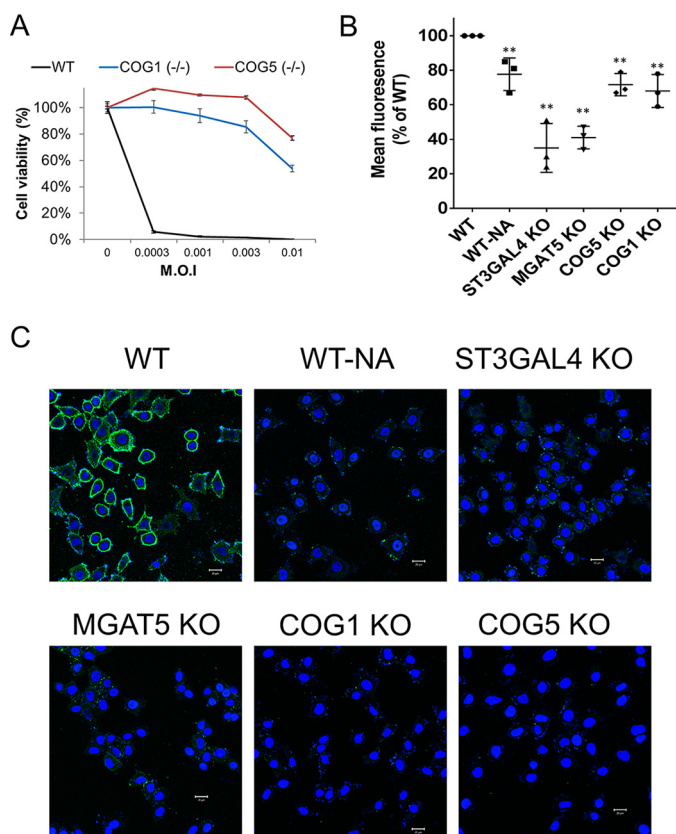 A
WT COG1 (-/-) COG5 (-/-)
Cell viability (%)
100%
80%
60%
40%
20%
0%
0 0.0003 0.001 0.003 0.01
M.O.I
B
Mean fluoresence
(% of WT)
100
80
60
40
20
0
** ** ** ** **
WT
WT-NA
ST3GAL4 KO
MGAT5 KO
COG5 KO
COG1 KO
C
WT WT-NA ST3GAL4 KO
MGAT5 KO COG1 KO COG5 KO